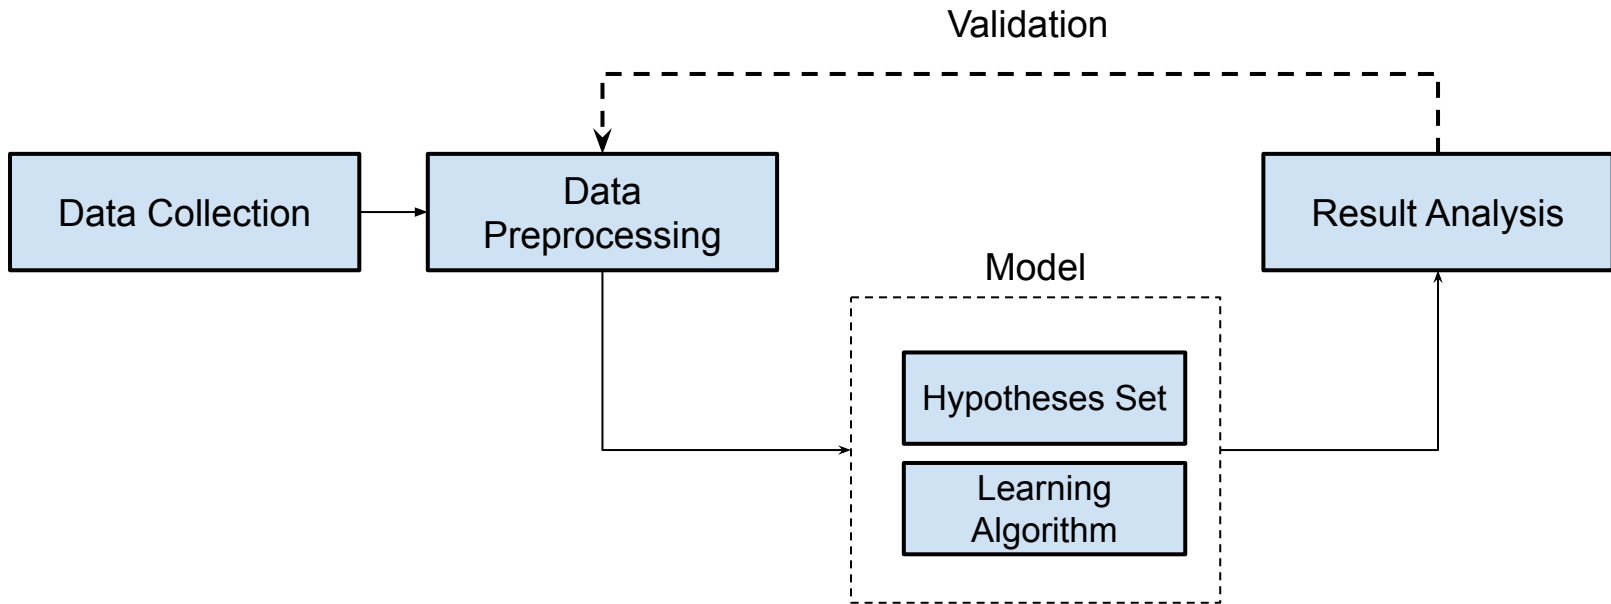 Validation
Data Collection
Data
Preprocessing
Result Analysis
Model
Hypotheses Set
Learning
Algorithm